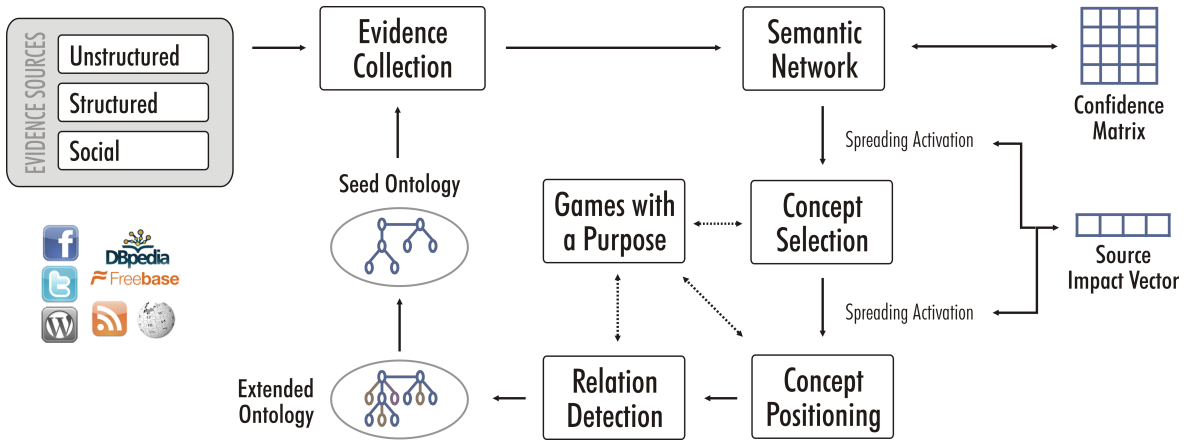 EVIDENCE SOURCES
Unstructured
Structured
Social
Evidence
Collection
Semantic
Network
Confidence
Matrix
Spreading Activation
Seed Ontology
Games with
a Purpose
Concept
Selection
Source
Impact Vector
f
DBpedia
Freebase
t
W
Spreading Activation
Extended
Ontology
Relation
Detection
Concept
Positioning